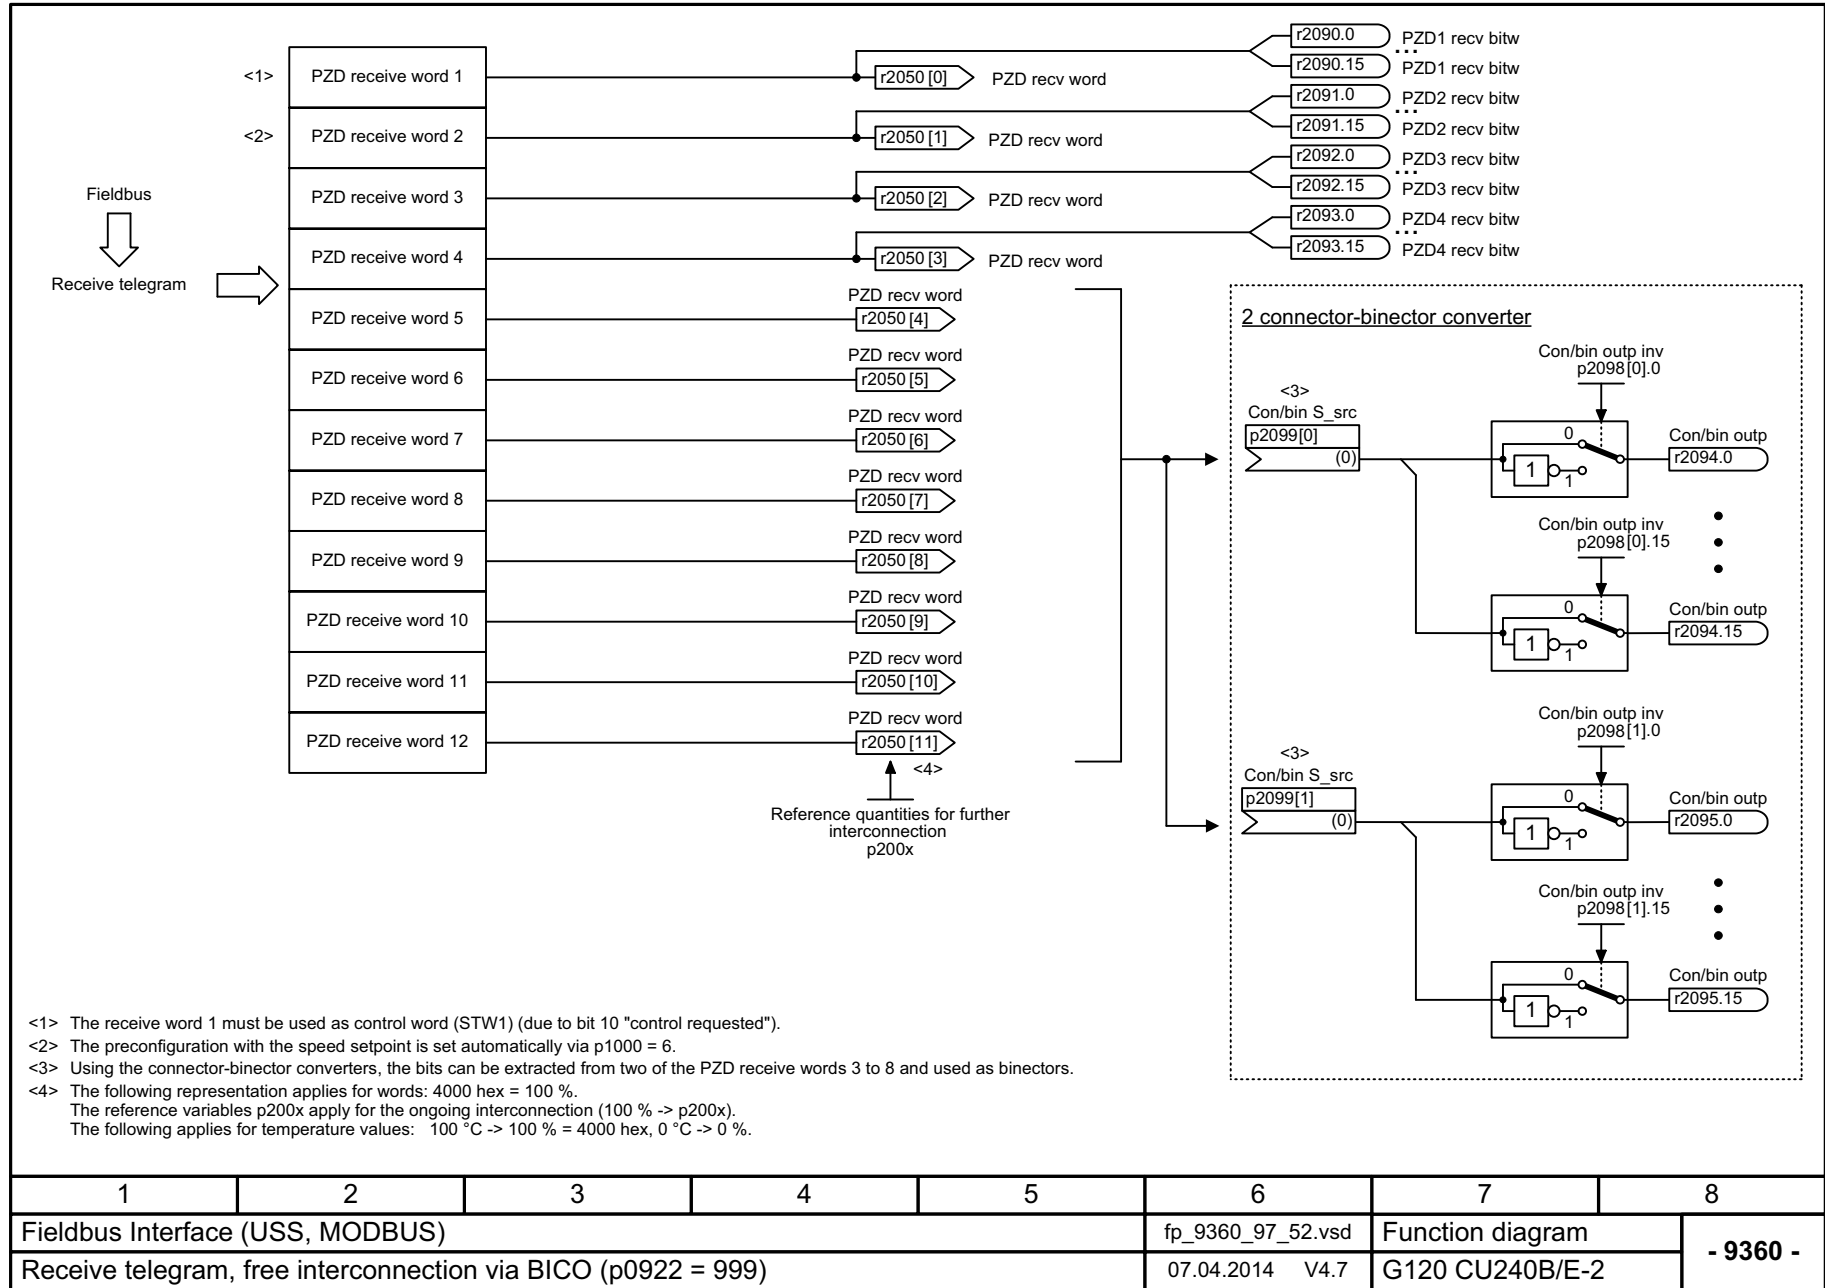 r2090.0
PZD1 recv bitw
...
<1>
PZD receive word 1
r2050 [0]
PZD recv word
r2090.15
PZD1 recv bitw
r2091.0
PZD2 recv bitw
...
<2>
PZD receive word 2
r2050 [1]
PZD recv word
r2091.15
PZD2 recv bitw
r2092.0
PZD3 recv bitw
...
Fieldbus
PZD receive word 3
r2050 [2]
PZD recv word
r2092.15
PZD3 recv bitw
r2093.0
PZD4 recv bitw
...
Receive telegram
PZD receive word 4
r2050 [3]
PZD recv word
r2093.15
PZD4 recv bitw
PZD recv word
PZD receive word 5
r2050 [4]
PZD recv word
PZD receive word 6
r2050 [5]
PZD recv word
PZD receive word 7
r2050 [6]
PZD recv word
PZD receive word 8
r2050 [7]
PZD recv word
PZD receive word 9
r2050 [8]
PZD recv word
PZD receive word 10
r2050 [9]
PZD recv word
PZD receive word 11
r2050 [10]
PZD recv word
PZD receive word 12
r2050 [11]
<4>
Reference quantities for further
interconnection
p200x
2 connector-binector converter
<3>
Con/bin S_src
p2099[0]
(0)
Con/bin outp inv
p2098[0].0
0
1
1
Con/bin outp
r2094.0
Con/bin outp inv
p2098[0].15
0
1
1
Con/bin outp
r2094.15
<3>
Con/bin S_src
p2099[1]
(0)
Con/bin outp inv
p2098[1].0
0
1
1
Con/bin outp
r2095.0
Con/bin outp inv
p2098[1].15
0
1
1
Con/bin outp
r2095.15
<1> The receive word 1 must be used as control word (STW1) (due to bit 10 "control requested").
<2> The preconfiguration with the speed setpoint is set automatically via p1000 = 6.
<3> Using the connector-binector converters, the bits can be extracted from two of the PZD receive words 3 to 8 and used as binectors.
<4> The following representation applies for words: 4000 hex = 100 %.
The reference variables p200x apply for the ongoing interconnection (100 % -> p200x).
The following applies for temperature values: 100 °C -> 100 % = 4000 hex, 0 °C -> 0 %.
1 2 3 4 5 6 7 8
Fieldbus Interface (USS, MODBUS)
fp_9360_97_52.vsd
Function diagram
- 9360 -
Receive telegram, free interconnection via BICO (p0922 = 999)
07.04.2014 V4.7
G120 CU240B/E-2